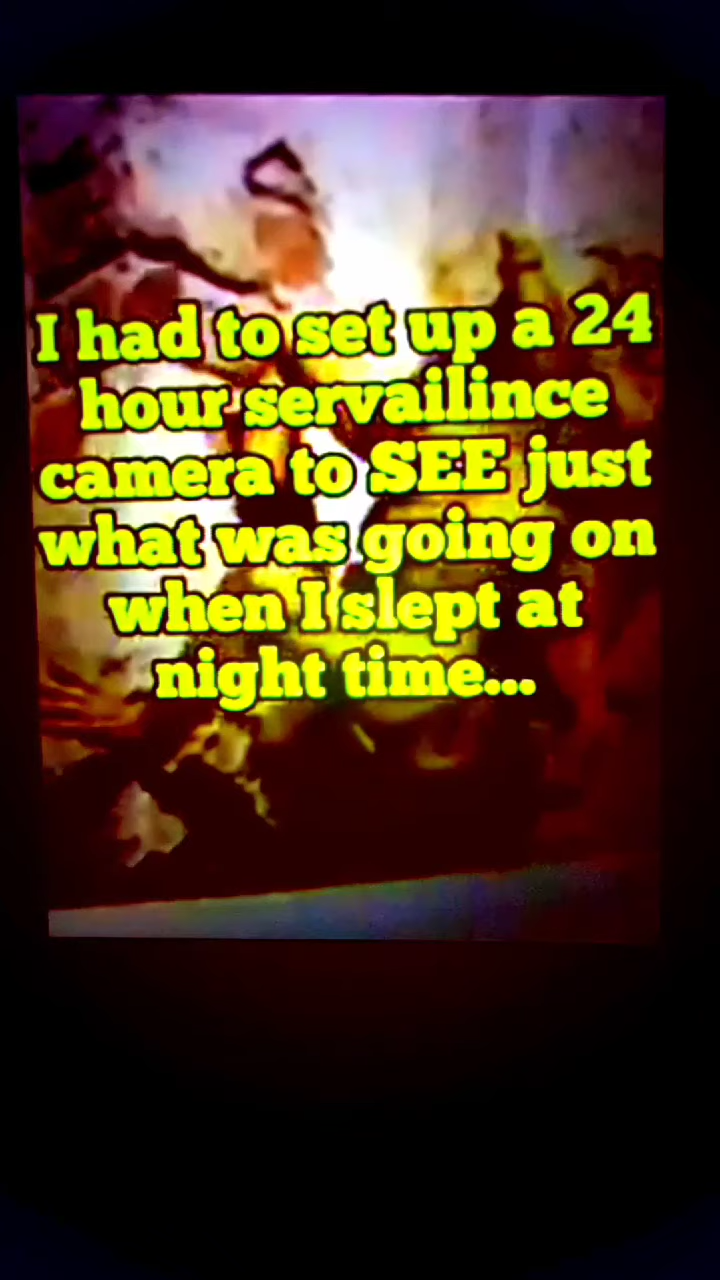 I had to set up a 24
hour servailince
camera to SEE just
what was going on
when I slept at
night time...